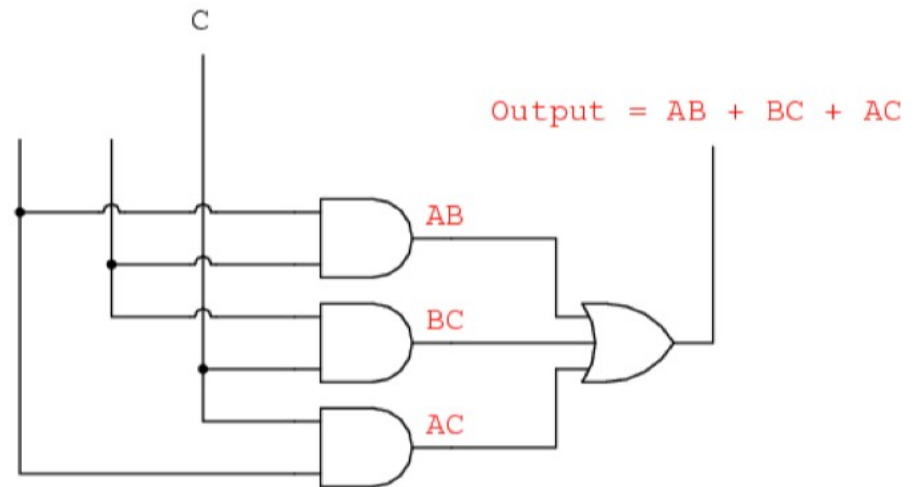 C
Output = AB + BC + AC
AB
BC
AC